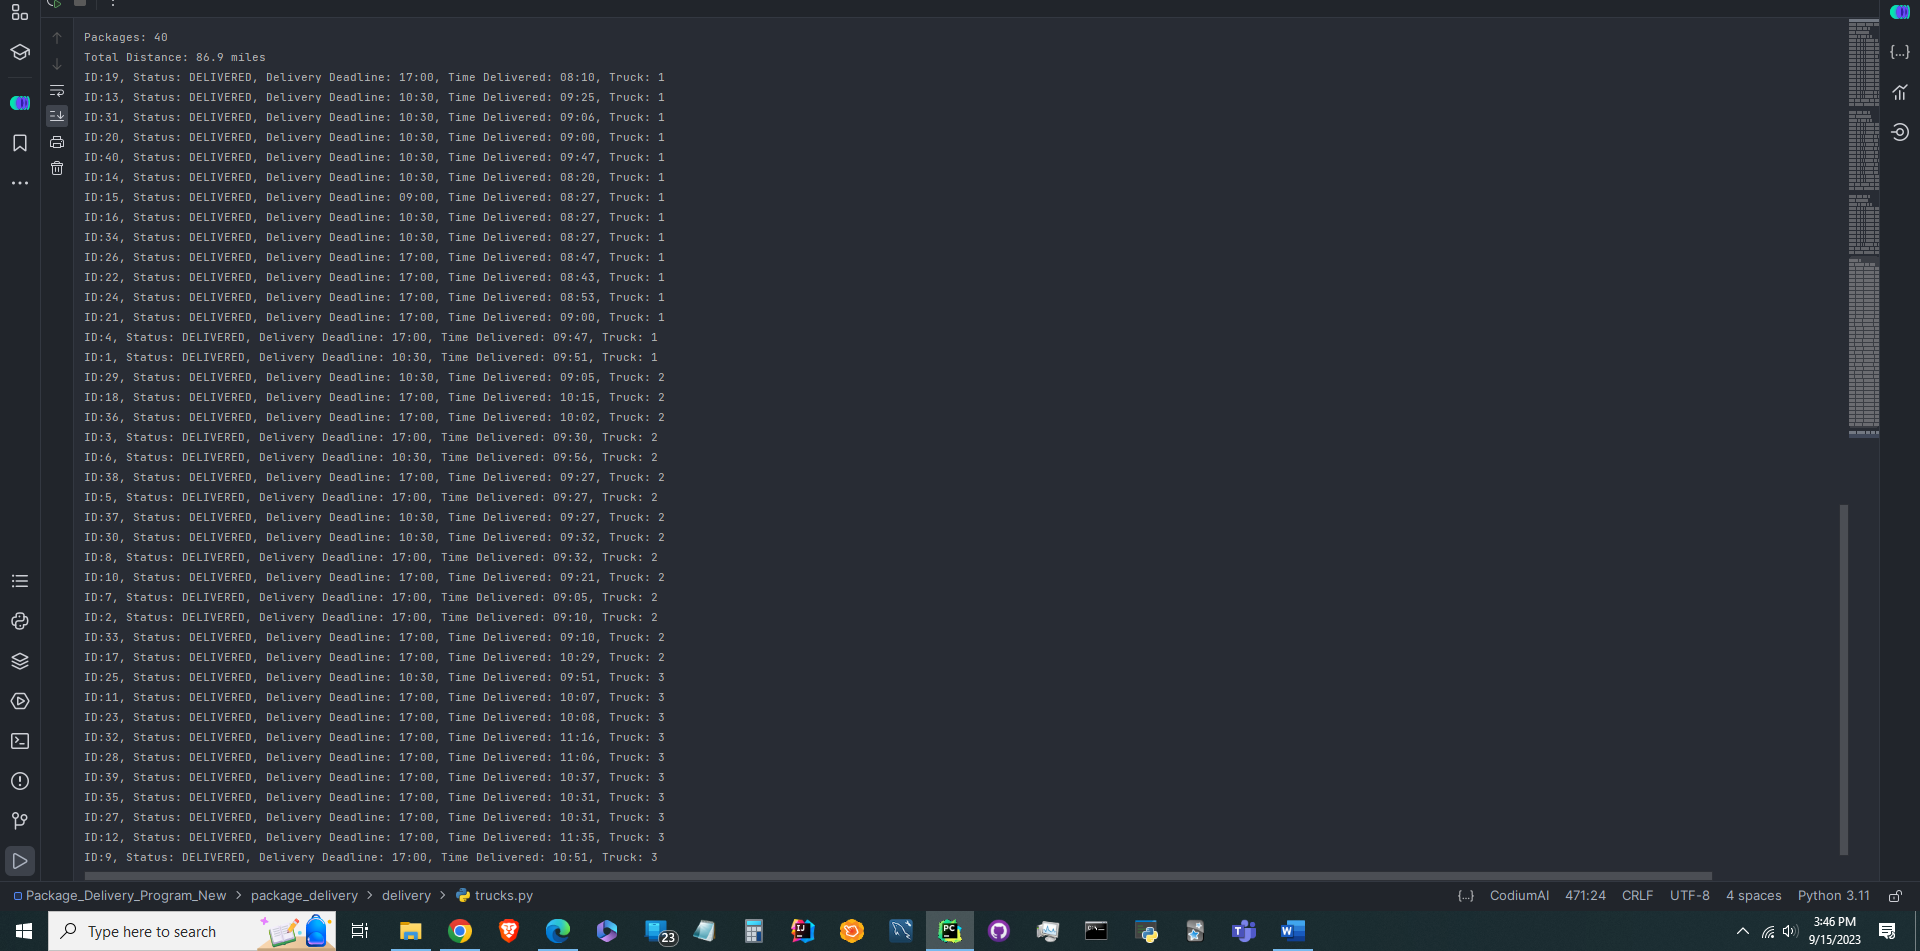 Packages: 40
Total Distance: 86.9 miles
ID:19, Status: DELIVERED, Delivery Deadline: 17:00, Time Delivered: 08:10, Truck: 1
ID:13, Status: DELIVERED, Delivery Deadline: 10:30, Time Delivered: 09:25, Truck: 1
ID:31, Status: DELIVERED, Delivery Deadline: 10:30, Time Delivered: 09:06, Truck: 1
ID:20, Status: DELIVERED, Delivery Deadline: 10:30, Time Delivered: 09:00, Truck: 1
ID:40, Status: DELIVERED, Delivery Deadline: 10:30, Time Delivered: 09:47, Truck: 1
ID:14, Status: DELIVERED, Delivery Deadline: 10:30, Time Delivered: 08:20, Truck: 1
ID:15, Status: DELIVERED, Delivery Deadline: 09:00, Time Delivered: 08:27, Truck: 1
ID:16, Status: DELIVERED, Delivery Deadline: 10:30, Time Delivered: 08:27, Truck: 1
ID:34, Status: DELIVERED, Delivery Deadline: 10:30, Time Delivered: 08:27, Truck: 1
ID:26, Status: DELIVERED, Delivery Deadline: 17:00, Time Delivered: 08:47, Truck: 1
ID:22, Status: DELIVERED, Delivery Deadline: 17:00, Time Delivered: 08:43, Truck: 1
ID:24, Status: DELIVERED, Delivery Deadline: 17:00, Time Delivered: 08:53, Truck: 1
ID:21, Status: DELIVERED, Delivery Deadline: 17:00, Time Delivered: 09:00, Truck: 1
ID:4, Status: DELIVERED, Delivery Deadline: 17:00, Time Delivered: 09:47, Truck: 1
ID:1, Status: DELIVERED, Delivery Deadline: 10:30, Time Delivered: 09:51, Truck: 1
ID:29, Status: DELIVERED, Delivery Deadline: 10:30, Time Delivered: 09:05, Truck: 2
ID:18, Status: DELIVERED, Delivery Deadline: 17:00, Time Delivered: 10:15, Truck: 2
ID:36, Status: DELIVERED, Delivery Deadline: 17:00, Time Delivered: 10:02, Truck: 2
ID:3, Status: DELIVERED, Delivery Deadline: 17:00, Time Delivered: 09:30, Truck: 2
ID:6, Status: DELIVERED, Delivery Deadline: 10:30, Time Delivered: 09:56, Truck: 2
ID:38, Status: DELIVERED, Delivery Deadline: 17:00, Time Delivered: 09:27, Truck: 2
ID:5, Status: DELIVERED, Delivery Deadline: 17:00, Time Delivered: 09:27, Truck: 2
ID:37, Status: DELIVERED, Delivery Deadline: 10:30, Time Delivered: 09:27, Truck: 2
ID:30, Status: DELIVERED, Delivery Deadline: 10:30, Time Delivered: 09:32, Truck: 2
ID:8, Status: DELIVERED, Delivery Deadline: 17:00, Time Delivered: 09:32, Truck: 2
ID:10, Status: DELIVERED, Delivery Deadline: 17:00, Time Delivered: 09:21, Truck: 2
ID:7, Status: DELIVERED, Delivery Deadline: 17:00, Time Delivered: 09:05, Truck: 2
ID:2, Status: DELIVERED, Delivery Deadline: 17:00, Time Delivered: 09:10, Truck: 2
ID:33, Status: DELIVERED, Delivery Deadline: 17:00, Time Delivered: 09:10, Truck: 2
ID:17, Status: DELIVERED, Delivery Deadline: 17:00, Time Delivered: 10:29, Truck: 2
ID:25, Status: DELIVERED, Delivery Deadline: 10:30, Time Delivered: 09:51, Truck: 3
ID:11, Status: DELIVERED, Delivery Deadline: 17:00, Time Delivered: 10:07, Truck: 3
ID:23, Status: DELIVERED, Delivery Deadline: 17:00, Time Delivered: 10:08, Truck: 3
ID:32, Status: DELIVERED, Delivery Deadline: 17:00, Time Delivered: 11:16, Truck: 3
ID:28, Status: DELIVERED, Delivery Deadline: 17:00, Time Delivered: 11:06, Truck: 3
ID:39, Status: DELIVERED, Delivery Deadline: 17:00, Time Delivered: 10:37, Truck: 3
ID:35, Status: DELIVERED, Delivery Deadline: 17:00, Time Delivered: 10:31, Truck: 3
ID:27, Status: DELIVERED, Delivery Deadline: 17:00, Time Delivered: 10:31, Truck: 3
ID:12, Status: DELIVERED, Delivery Deadline: 17:00, Time Delivered: 11:35, Truck: 3
ID:9, Status: DELIVERED, Delivery Deadline: 17:00, Time Delivered: 10:51, Truck: 3
Package_Delivery_Program_New > package_delivery > delivery > trucks.py
{...} CodiumAI 471:24 CRLF UTF-8 4 spaces Python 3.11
Type here to search
23
3:46 PM
9/15/2023